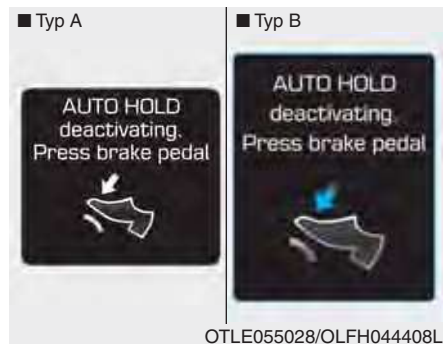 ■ Typ A
AUTO HOLD
deactivating.
Press brake pedal
■ Typ B
AUTO HOLD
deactivating.
Press brake pedal
OTLE055028/OLFH044408L